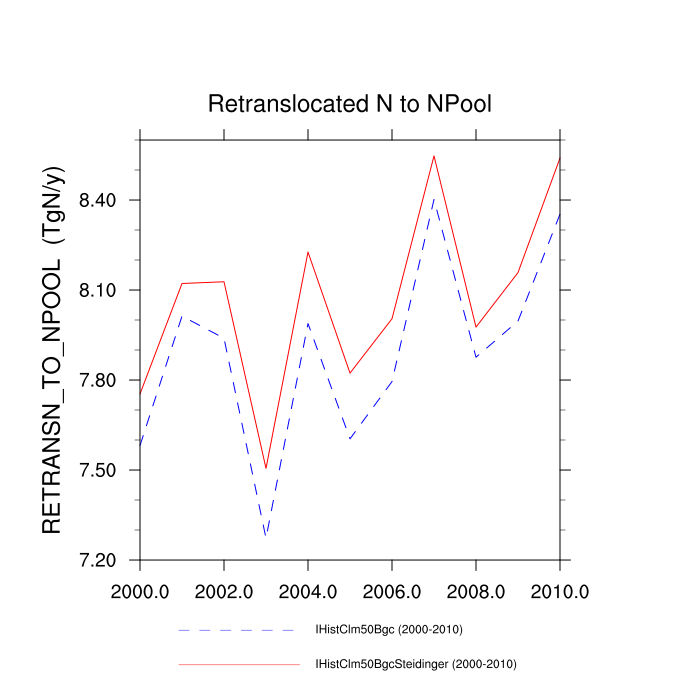 Retranslocated N to NPool
RETRANSN_TO_NPOOL (TgN/y)
8.40
8.10
7.80
7.50
7.20
2000.0 2002.0 2004.0 2006.0 2008.0 2010.0
IHistClm50Bgc (2000-2010)
IHistClm50BgcSteidinger (2000-2010)